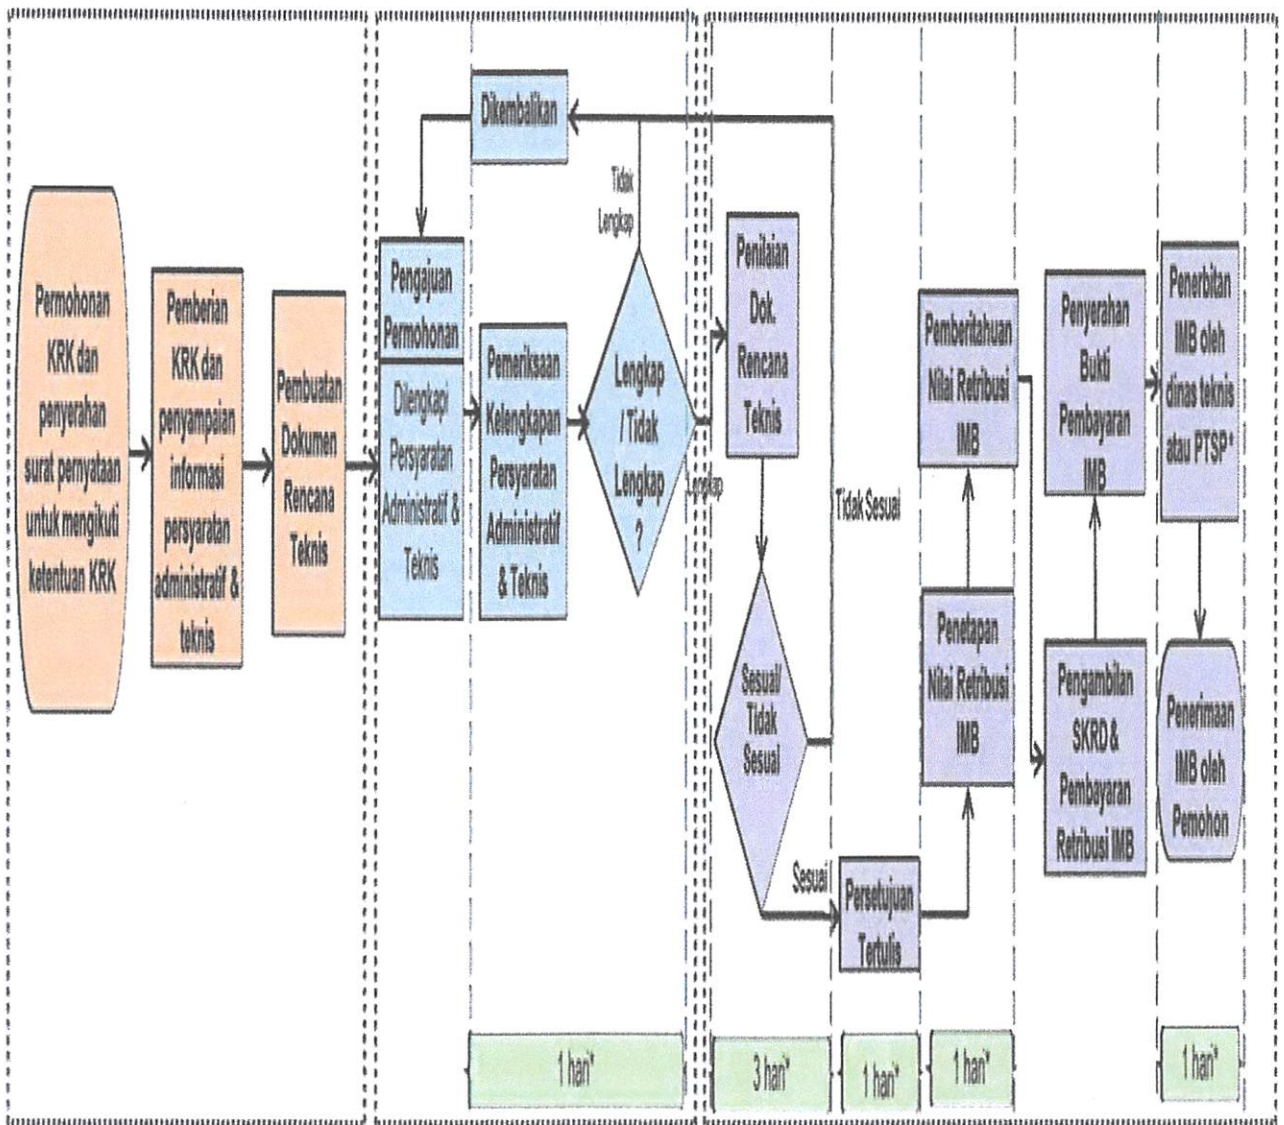 Permohonan
KRK dan
penyerahan
surat pernyataan
untuk mengikuti
ketentuan KRK
Pemberian
KRK dan
penyampaian
informasi
persyaratan
administratif &
teknis
Pembuatan
Dokumen
Rencana
Teknis
Dikembalikan
Pengajuan
Permohonan
Dilengkapi
Persyaratan
Administratif &
Teknis
Pemeriksaan
Kelengkapan
Persyaratan
Administratif
& Teknis
Tidak
Lengkap
Lengkap
/ Tidak
Lengkap
?
Lengkap
Penilaian
Dok.
Rencana
Teknis
Sesuai/
Tidak
Sesuai
Tidak Sesuai
Sesuai
Persetujuan
Tertulis
Penetapan
Nilai Retribusi
IMB
Pemberitahuan
Nilai Retribusi
IMB
Pengambilan
SKRD &
Pembayaran
Retribusi IMB
Penyerahan
Bukti
Pembayaran
IMB
Penerbitan
IMB oleh
dinas teknis
atau PTSP*
Penerimaan
IMB oleh
Pemohon
1 hari*
3 hari*
1 hari*
1 hari*
1 hari*